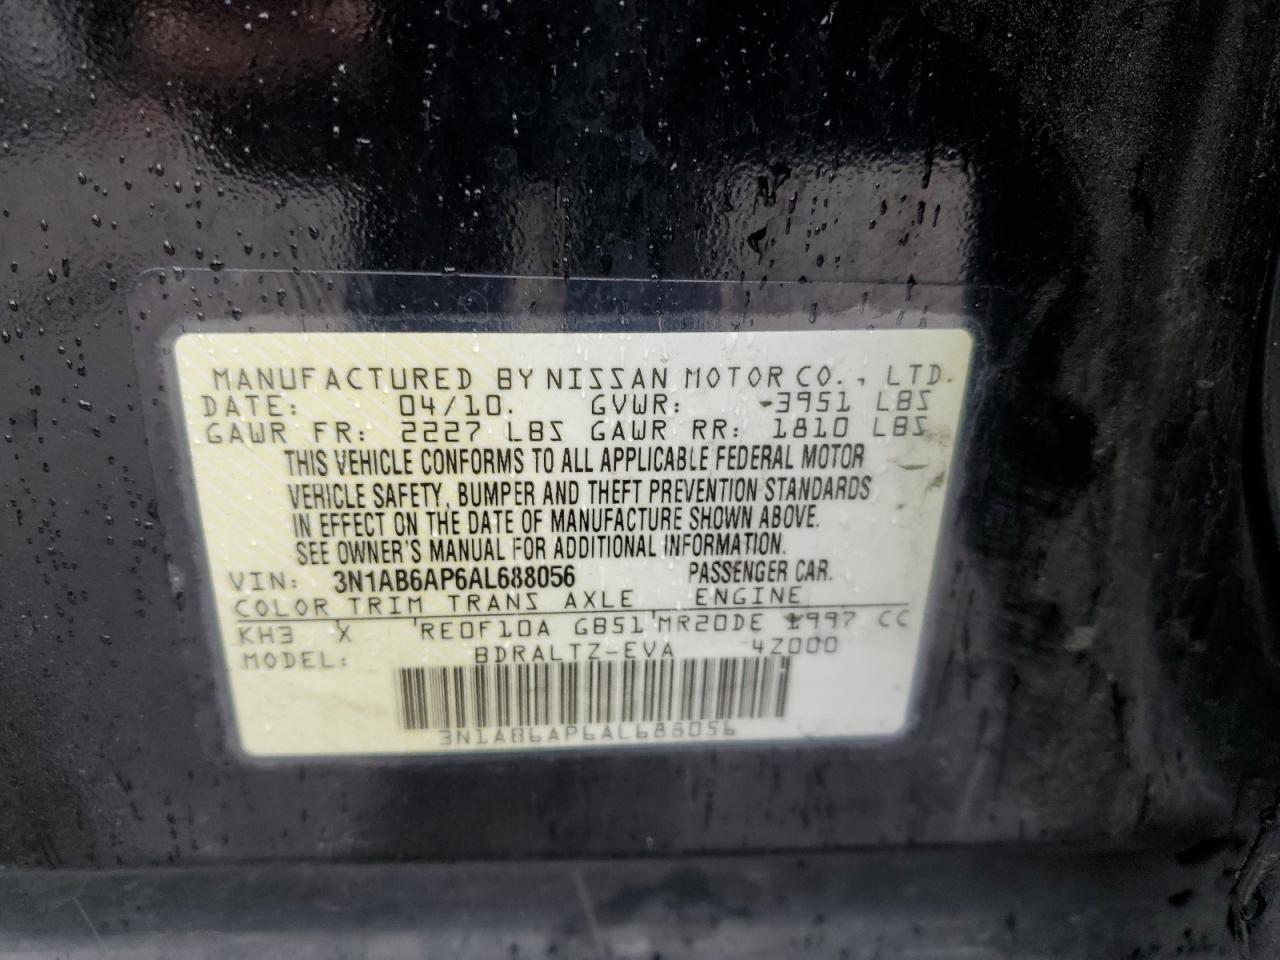 MANUFACTURED BY NISSAN MOTOR CO., LTD.
DATE: 04/10. GVWR: 3951 LBS
GAWR FR: 2227 LBS GAWR RR: 1810 LBS
THIS VEHICLE CONFORMS TO ALL APPLICABLE FEDERAL MOTOR
VEHICLE SAFETY, BUMPER AND THEFT PREVENTION STANDARDS
IN EFFECT ON THE DATE OF MANUFACTURE SHOWN ABOVE.
SEE OWNER'S MANUAL FOR ADDITIONAL INFORMATION.
VIN: 3N1AB6AP6AL688056 PASSENGER CAR.
COLOR TRIM TRANS AXLE ENGINE
KH3 X RE0F10A GB51 MR20DE 1997 CC
MODEL: BDRALTZ-EVA 4Z000
3N1AB6AP6AL688056